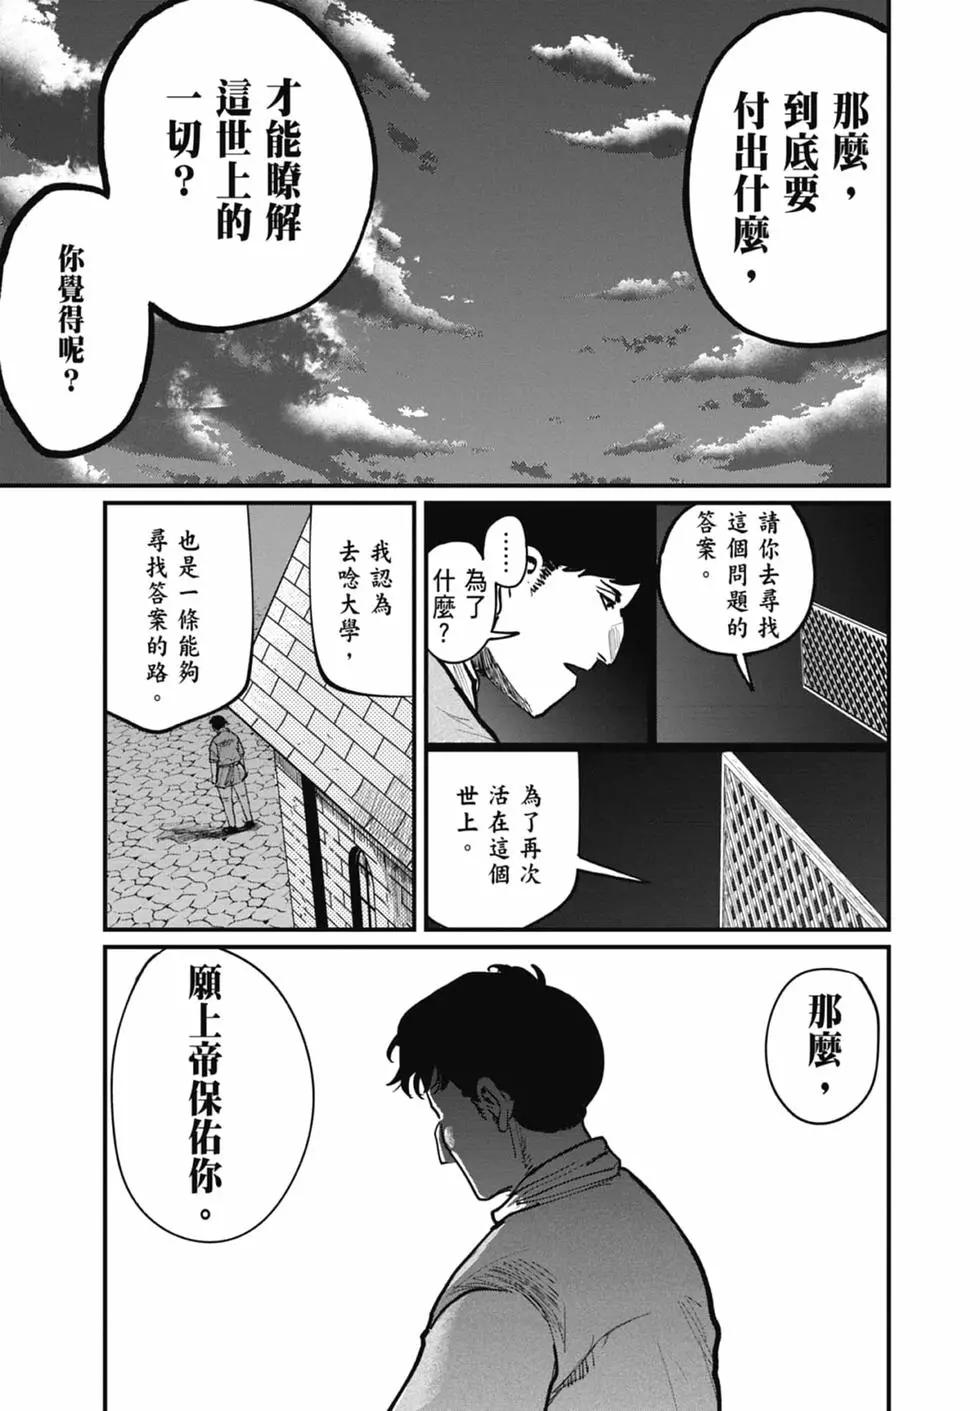 那麼，
到底要
付出什麼，
才能瞭解
這世上的
一切？
你覺得呢？
請你去尋找
這個問題的
答案。
……
為了
什麼？
為了再次
活在這個
世上。
我認為
去唸大學，
也是一條能夠
尋找答案的路。
那麼，
願上帝保佑你。